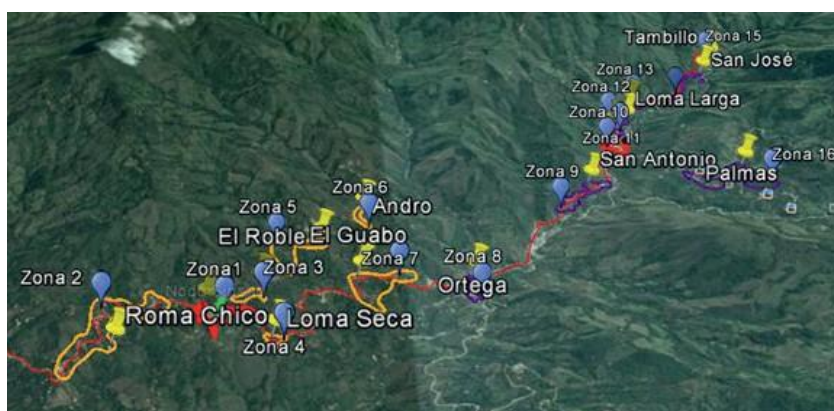 Tambillo
Zona 15
San José
Zona 13
Zona 12
Loma Larga
Zona 10
Zona 11
San Antonio
Zona 16
Palmas
Zona 9
Zona 6
Andro
Zona 5
El Roble
El Guabo
Zona 7
Zona 8
Ortega
Zona 2
Zona1
Zona 3
Roma Chico
Loma Seca
Zona 4